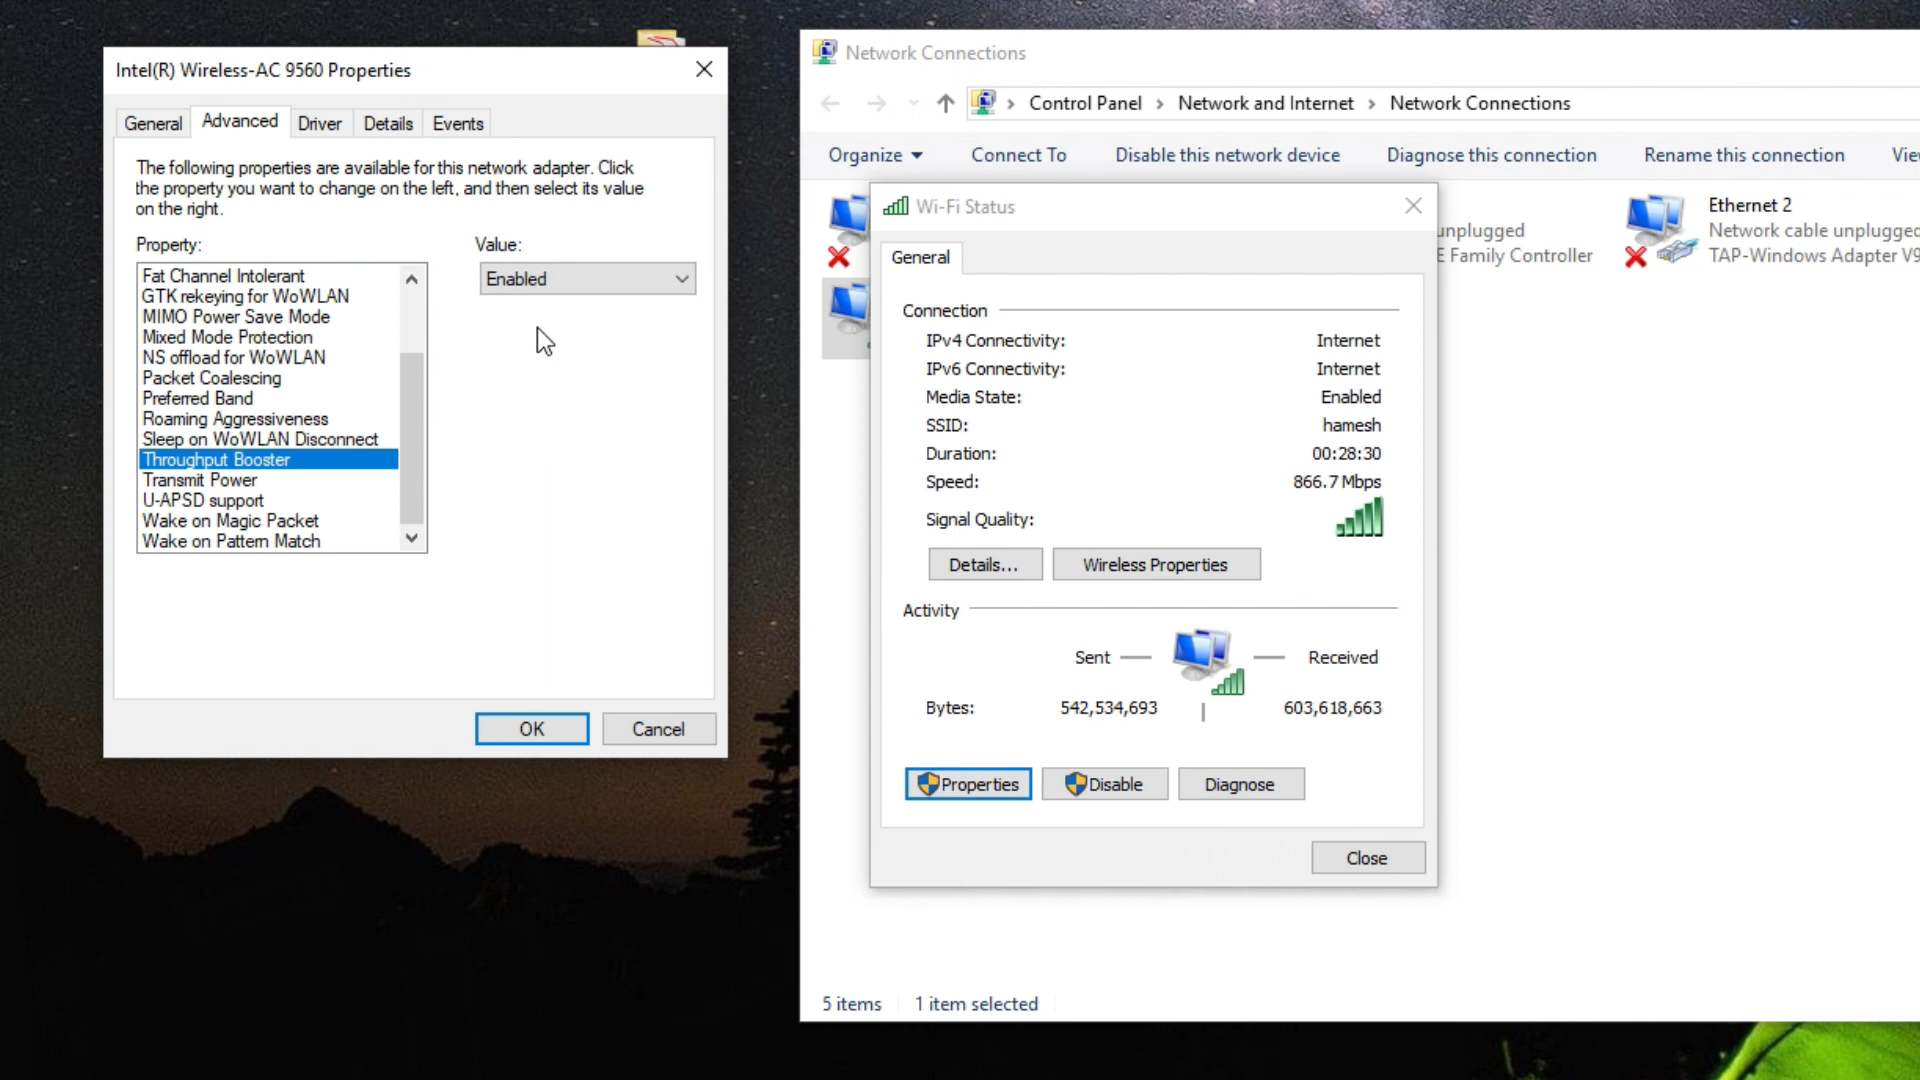 Intel(R) Wireless-AC 9560 Properties
General
Advanced
Driver
Details
Events
The following properties are available for this network adapter. Click
the property you want to change on the left, and then select its value
on the right.
Property:
Value:
Fat Channel Intolerant
GTK rekeying for WoWLAN
MIMO Power Save Mode
Mixed Mode Protection
NS offload for WoWLAN
Packet Coalescing
Preferred Band
Roaming Aggressiveness
Sleep on WoWLAN Disconnect
Throughput Booster
Transmit Power
U-APSD support
Wake on Magic Packet
Wake on Pattern Match
Enabled
OK
Cancel
Network Connections
Control Panel > Network and Internet > Network Connections
Organize
Connect To
Disable this network device
Diagnose this connection
Rename this connection
Vie
unplugged
E Family Controller
Ethernet 2
Network cable unplugged
TAP-Windows Adapter V9
Wi-Fi Status
General
Connection
IPv4 Connectivity: Internet
IPv6 Connectivity: Internet
Media State: Enabled
SSID: hamesh
Duration: 00:28:30
Speed: 866.7 Mbps
Signal Quality:
Details...
Wireless Properties
Activity
Sent — — Received
Bytes: 542,534,693 | 603,618,663
Properties
Disable
Diagnose
Close
5 items
1 item selected